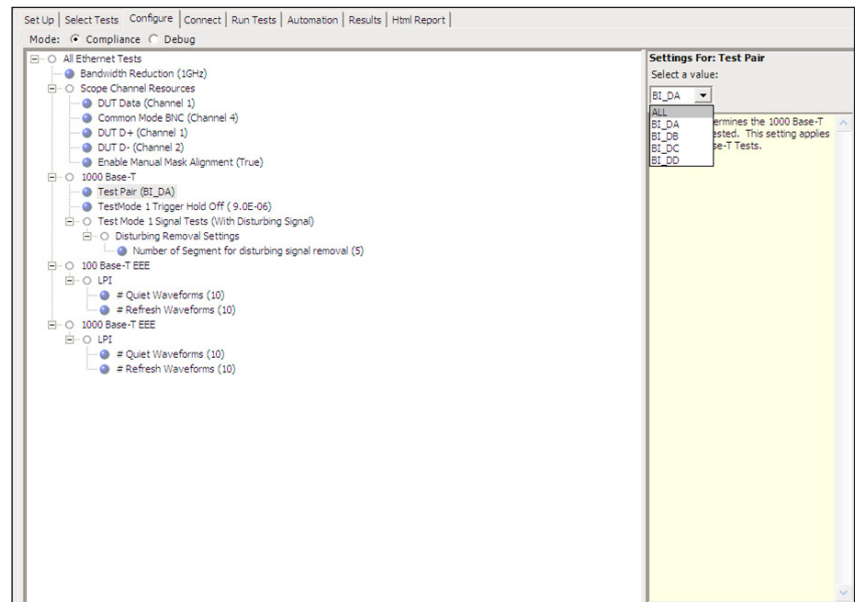 Set Up | Select Tests | Configure | Connect | Run Tests | Automation | Results | Html Report |
Mode: Compliance Debug
All Ethernet Tests
Bandwidth Reduction (1GHz)
Scope Channel Resources
DUT Data (Channel 1)
Common Mode BNC (Channel 4)
DUT D+ (Channel 1)
DUT D- (Channel 2)
Enable Manual Mask Alignment (True)
1000 Base-T
Test Pair (BI_DA)
TestMode 1 Trigger Hold Off ( 9.0E-06)
Test Mode 1 Signal Tests (With Disturbing Signal)
Disturbing Removal Settings
Number of Segment for disturbing signal removal (5)
100 Base-T EEE
LPI
# Quiet Waveforms (10)
# Refresh Waveforms (10)
1000 Base-T EEE
LPI
# Quiet Waveforms (10)
# Refresh Waveforms (10)
Settings For: Test Pair
Select a value:
BI_DA
ALL
BI_DA
BI_DB
BI_DC
BI_DD
the 1000 Base-T
This setting applies
Tests.